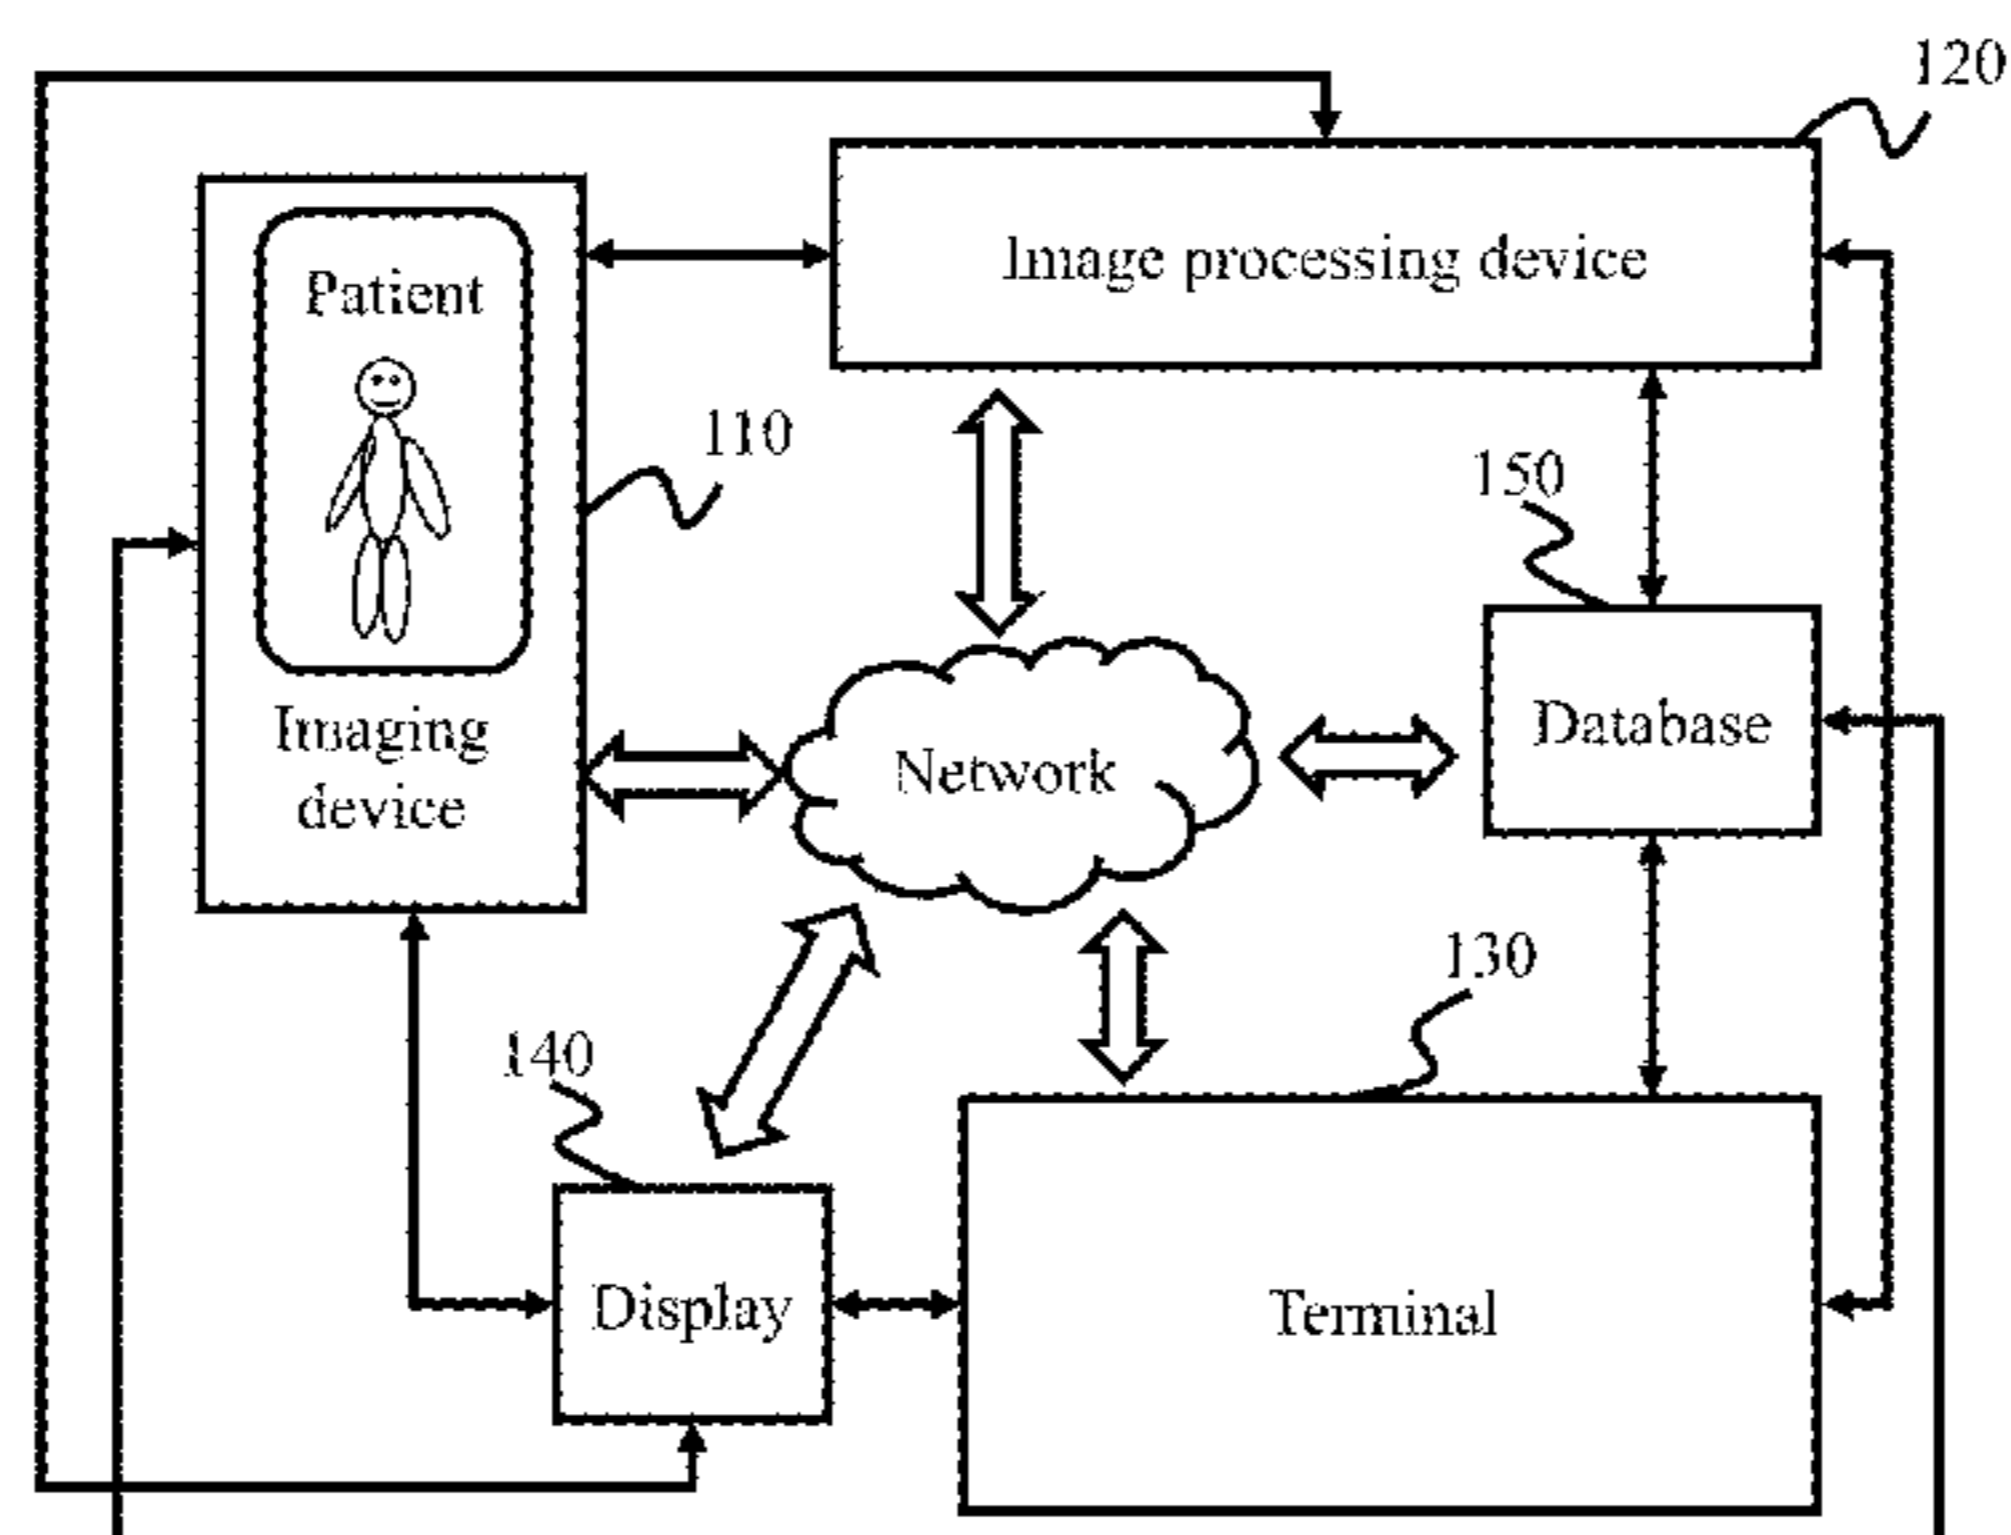 120
Image processing device
Patient
110
150
Imaging
device
Network
Database
130
140
Display
Terminal